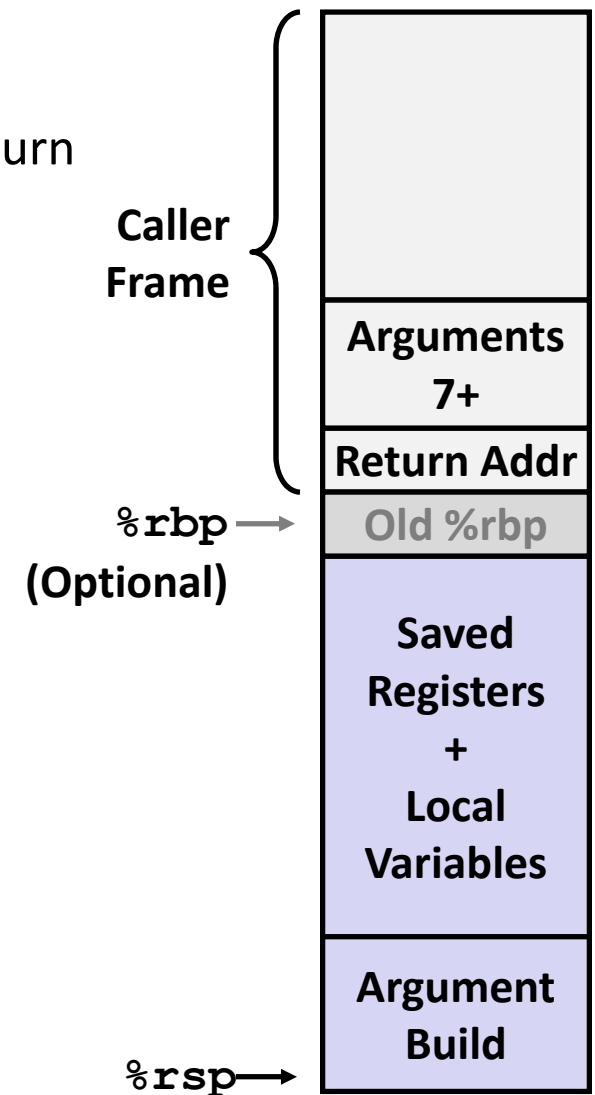 urn
Caller
Frame
Arguments
7+
Return Addr
%rbp
Old %rbp
(Optional)
Saved
Registers
+
Local
Variables
Argument
Build
%rsp